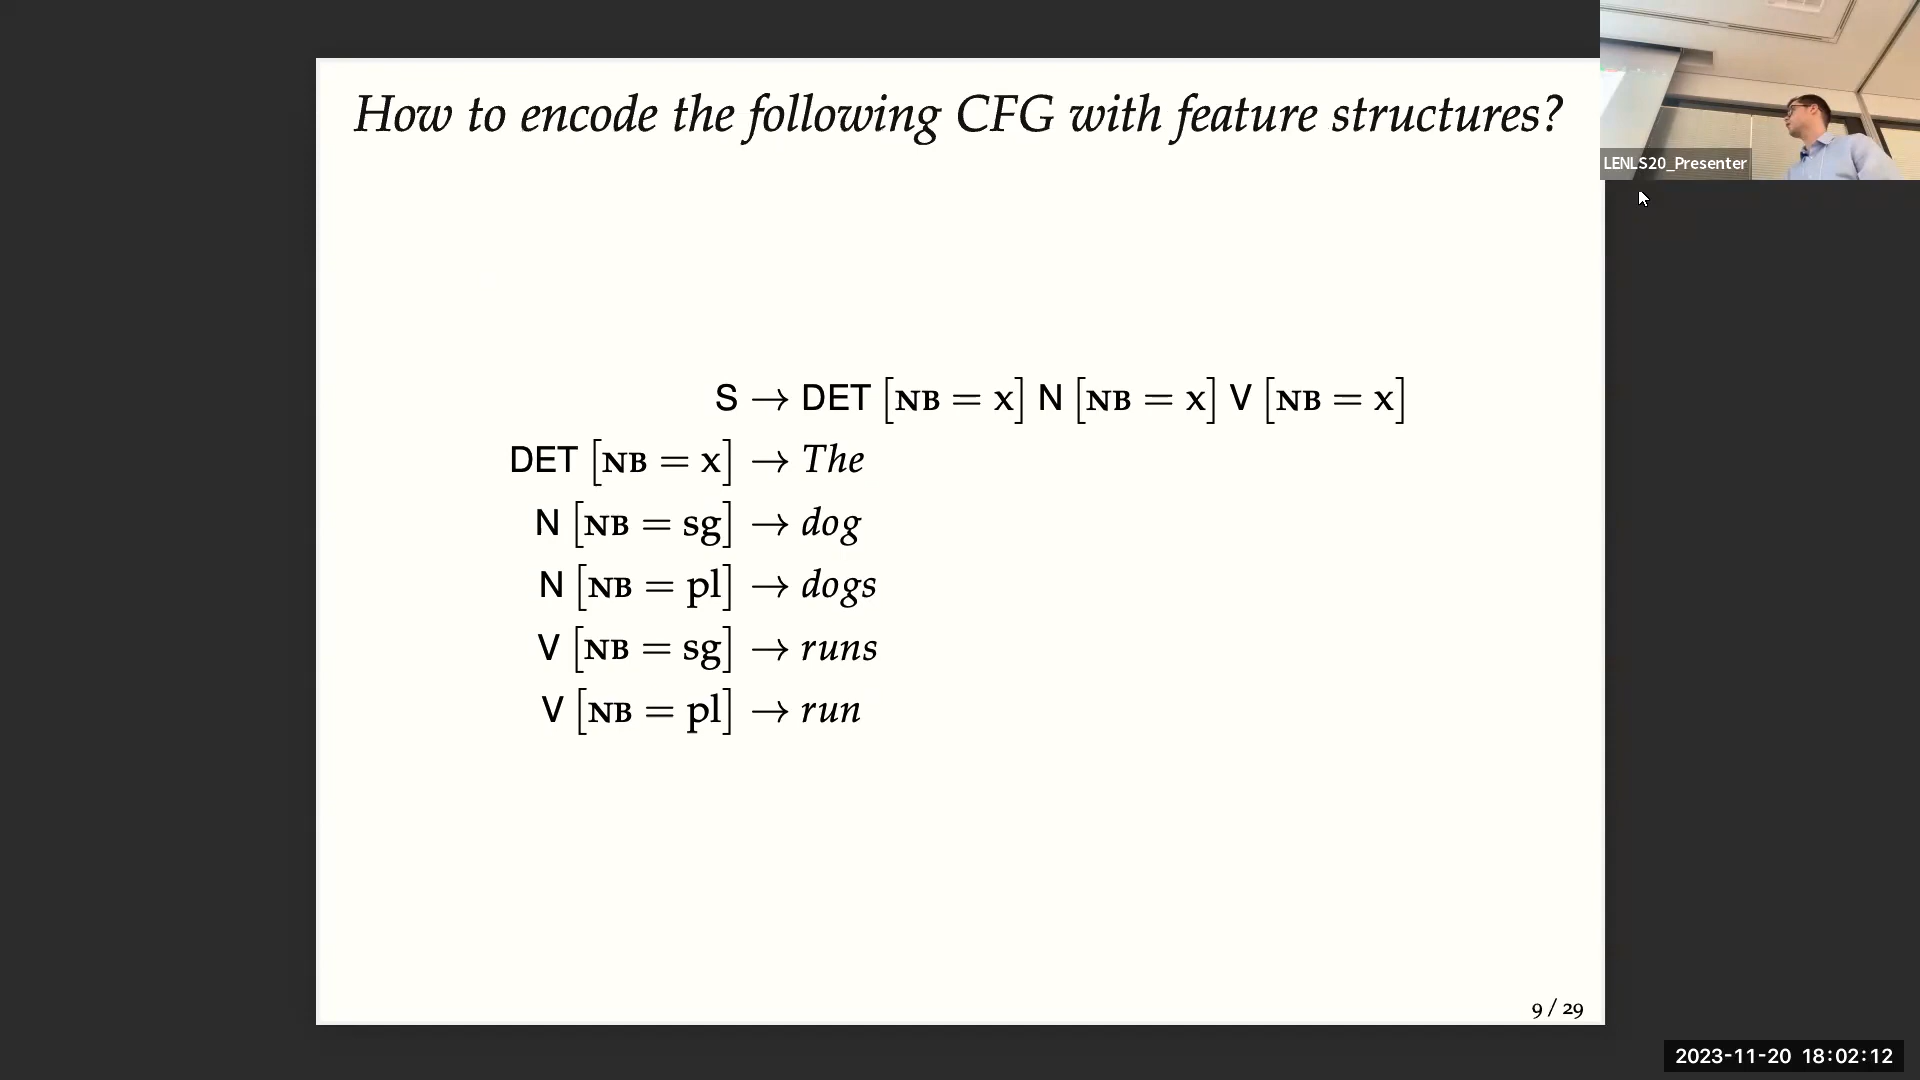 How to encode the following CFG with feature structures?
LENLS20_Presenter
S → DET [NB = x] N [NB = x] V [NB = x]
DET [NB = x] → The
N [NB = sg] → dog
N [NB = pl] → dogs
V [NB = sg] → runs
V [NB = pl] → run
9 / 29
2023-11-20 18:02:12